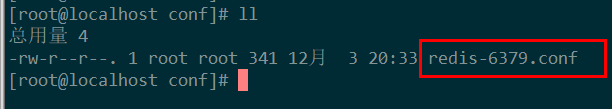 [root@localhost conf]# ll
总用量 4
-rw-r--r--. 1 root root 341 12月  3 20:33 redis-6379.conf
[root@localhost conf]#